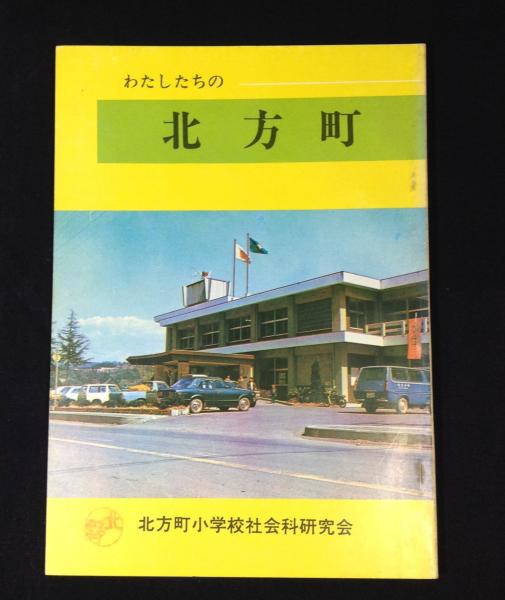 わたしたちの
北方町
北方町小学校社会科研究会